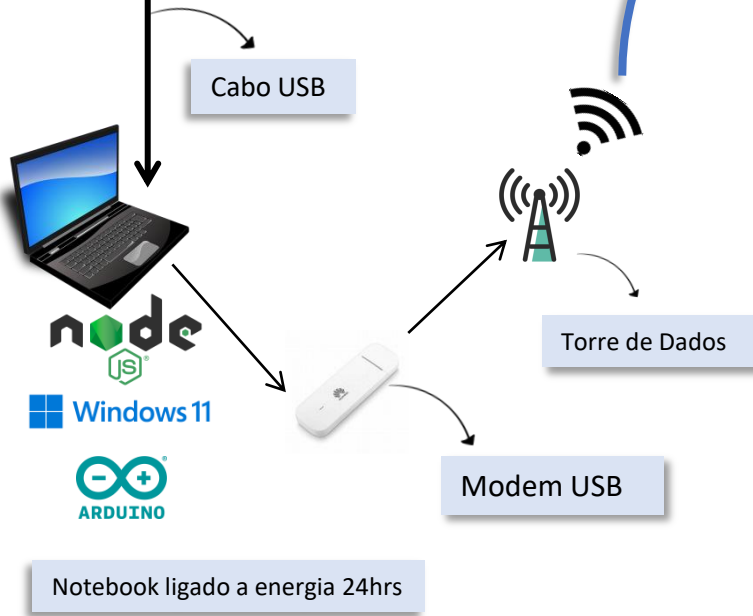 Cabo USB
node
JS
Windows 11
ARDUINO
Torre de Dados
Modem USB
Notebook ligado a energia 24hrs